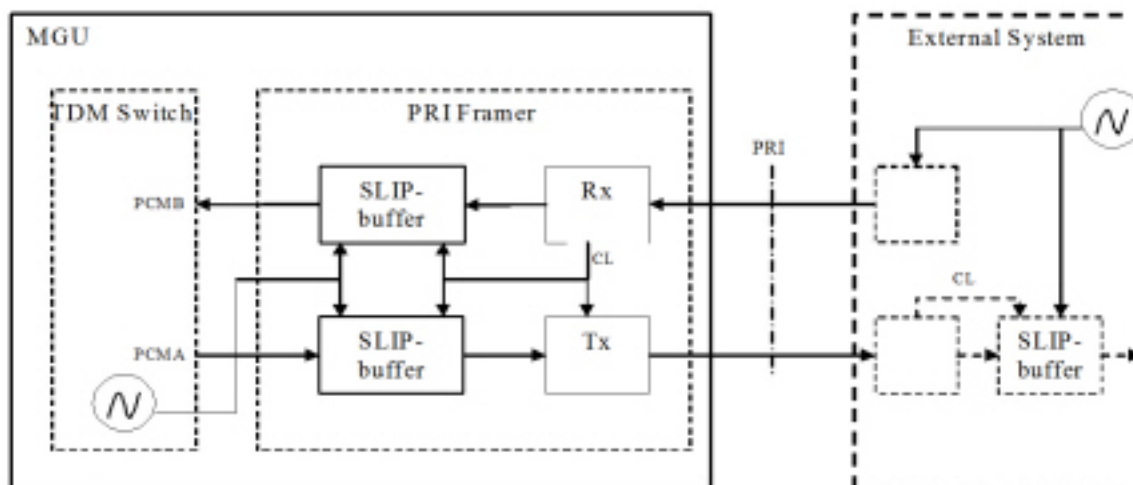 MGU
External System
TDM Switch
PRI Framer
PRI
PCMB
SLIP-
buffer
Rx
CL
CL
PCMA
SLIP-
buffer
Tx
SLIP-
buffer